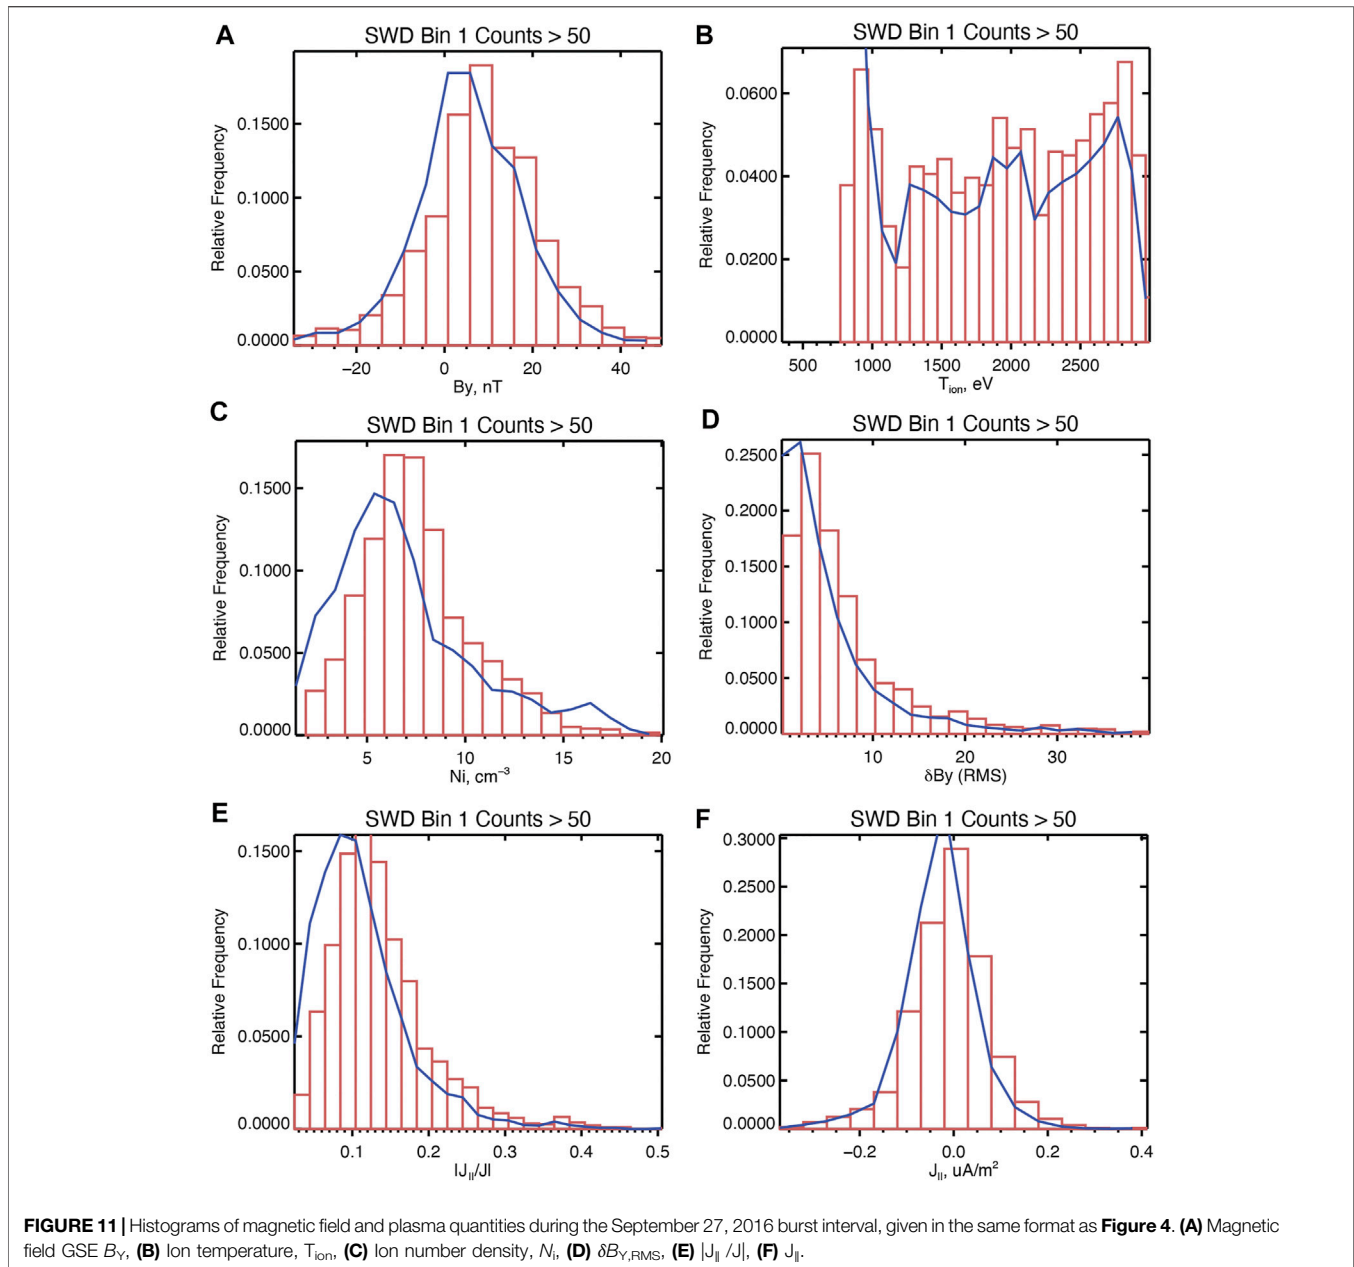 A
SWD Bin 1 Counts > 50
Relative Frequency
0.1500
0.1000
0.0500
0.0000
−20 0 20 40
By, nT
B
SWD Bin 1 Counts > 50
Relative Frequency
0.0600
0.0400
0.0200
0.0000
500 1000 1500 2000 2500
Tion, eV
C
SWD Bin 1 Counts > 50
Relative Frequency
0.1500
0.1000
0.0500
0.0000
5 10 15 20
Ni, cm⁻³
D
SWD Bin 1 Counts > 50
Relative Frequency
0.2500
0.2000
0.1500
0.1000
0.0500
0.0000
10 20 30
δBy (RMS)
E
SWD Bin 1 Counts > 50
Relative Frequency
0.1500
0.1000
0.0500
0.0000
0.1 0.2 0.3 0.4 0.5
|J||/J|
F
SWD Bin 1 Counts > 50
Relative Frequency
0.3000
0.2500
0.2000
0.1500
0.1000
0.0500
0.0000
−0.2 0.0 0.2 0.4
J||, uA/m²
FIGURE 11 | Histograms of magnetic field and plasma quantities during the September 27, 2016 burst interval, given in the same format as Figure 4. (A) Magnetic
field GSE BY, (B) Ion temperature, Tion, (C) Ion number density, Ni, (D) δBY,RMS, (E) |J∥ /J|, (F) J∥.